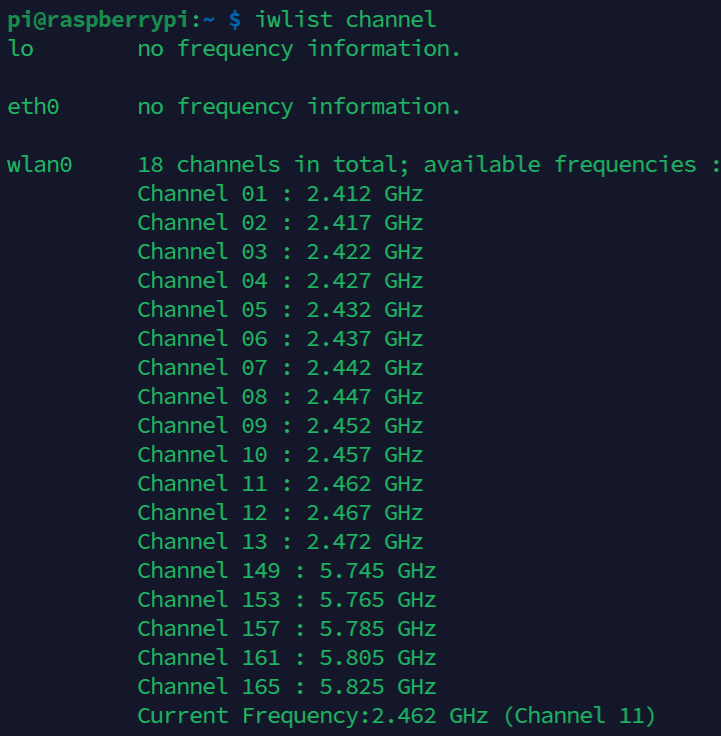 pi@raspberrypi:~ $ iwlist channel
lo        no frequency information.
eth0      no frequency information.
wlan0     18 channels in total; available frequencies :
          Channel 01 : 2.412 GHz
          Channel 02 : 2.417 GHz
          Channel 03 : 2.422 GHz
          Channel 04 : 2.427 GHz
          Channel 05 : 2.432 GHz
          Channel 06 : 2.437 GHz
          Channel 07 : 2.442 GHz
          Channel 08 : 2.447 GHz
          Channel 09 : 2.452 GHz
          Channel 10 : 2.457 GHz
          Channel 11 : 2.462 GHz
          Channel 12 : 2.467 GHz
          Channel 13 : 2.472 GHz
          Channel 149 : 5.745 GHz
          Channel 153 : 5.765 GHz
          Channel 157 : 5.785 GHz
          Channel 161 : 5.805 GHz
          Channel 165 : 5.825 GHz
          Current Frequency:2.462 GHz (Channel 11)